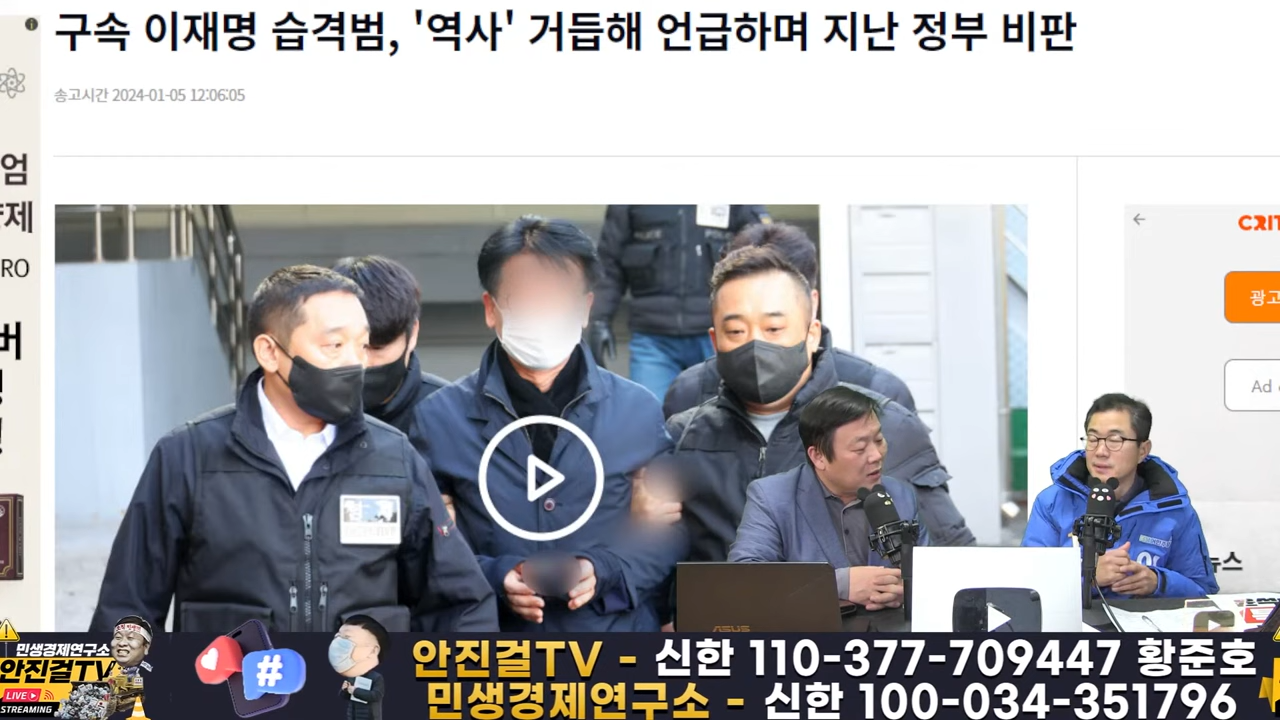 구속 이재명 습격범, '역사' 거듭해 언급하며 지난 정부 비판
송고시간 2024-01-05 12:06:05
엄
제
RO
버
광고
Ad
뉴스
ASUS
민생경제연구소
안진걸TV
LIVE
STREAMING
#
안진걸TV - 신한 110-377-709447 황준호
민생경제연구소 - 신한 100-034-351796